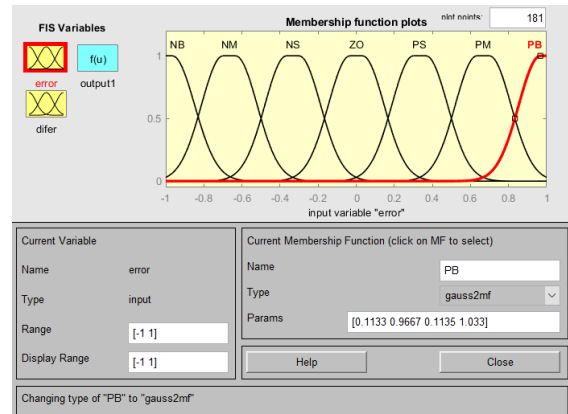 FIS Variables
Membership function plots
plot points:
181
f(u)
error
output1
difer
NB
NM
NS
ZO
PS
PM
PB
1
0.5
0
-1
-0.8
-0.6
-0.4
-0.2
0
0.2
0.4
0.6
0.8
1
input variable "error"
Current Variable
Name
error
Type
input
Range
[-1 1]
Display Range
[-1 1]
Current Membership Function (click on MF to select)
Name
PB
Type
gauss2mf
Params
[0.1133 0.9667 0.1135 1.033]
Help
Close
Changing type of "PB" to "gauss2mf"